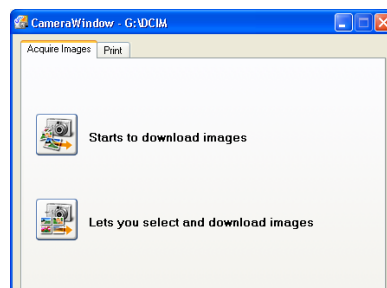 CameraWindow - G:\DCIM
Acquire Images Print
Starts to download images
Lets you select and download images